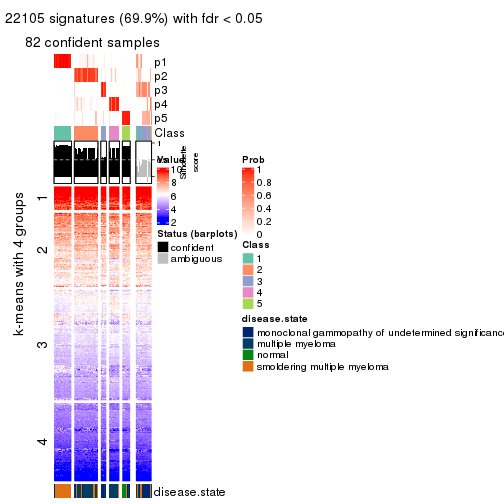 22105 signatures (69.9%) with fdr < 0.05
82 confident samples
p1
p2
p3
p4
p5
Class
1
Silhouette
score
k-means with 4 groups
1
2
3
4
disease.state
Value
10
8
6
4
2
Status (barplots)
confident
ambiguous
Prob
1
0.8
0.6
0.4
0.2
0
Class
1
2
3
4
5
disease.state
monoclonal gammopathy of undetermined significance
multiple myeloma
normal
smoldering multiple myeloma